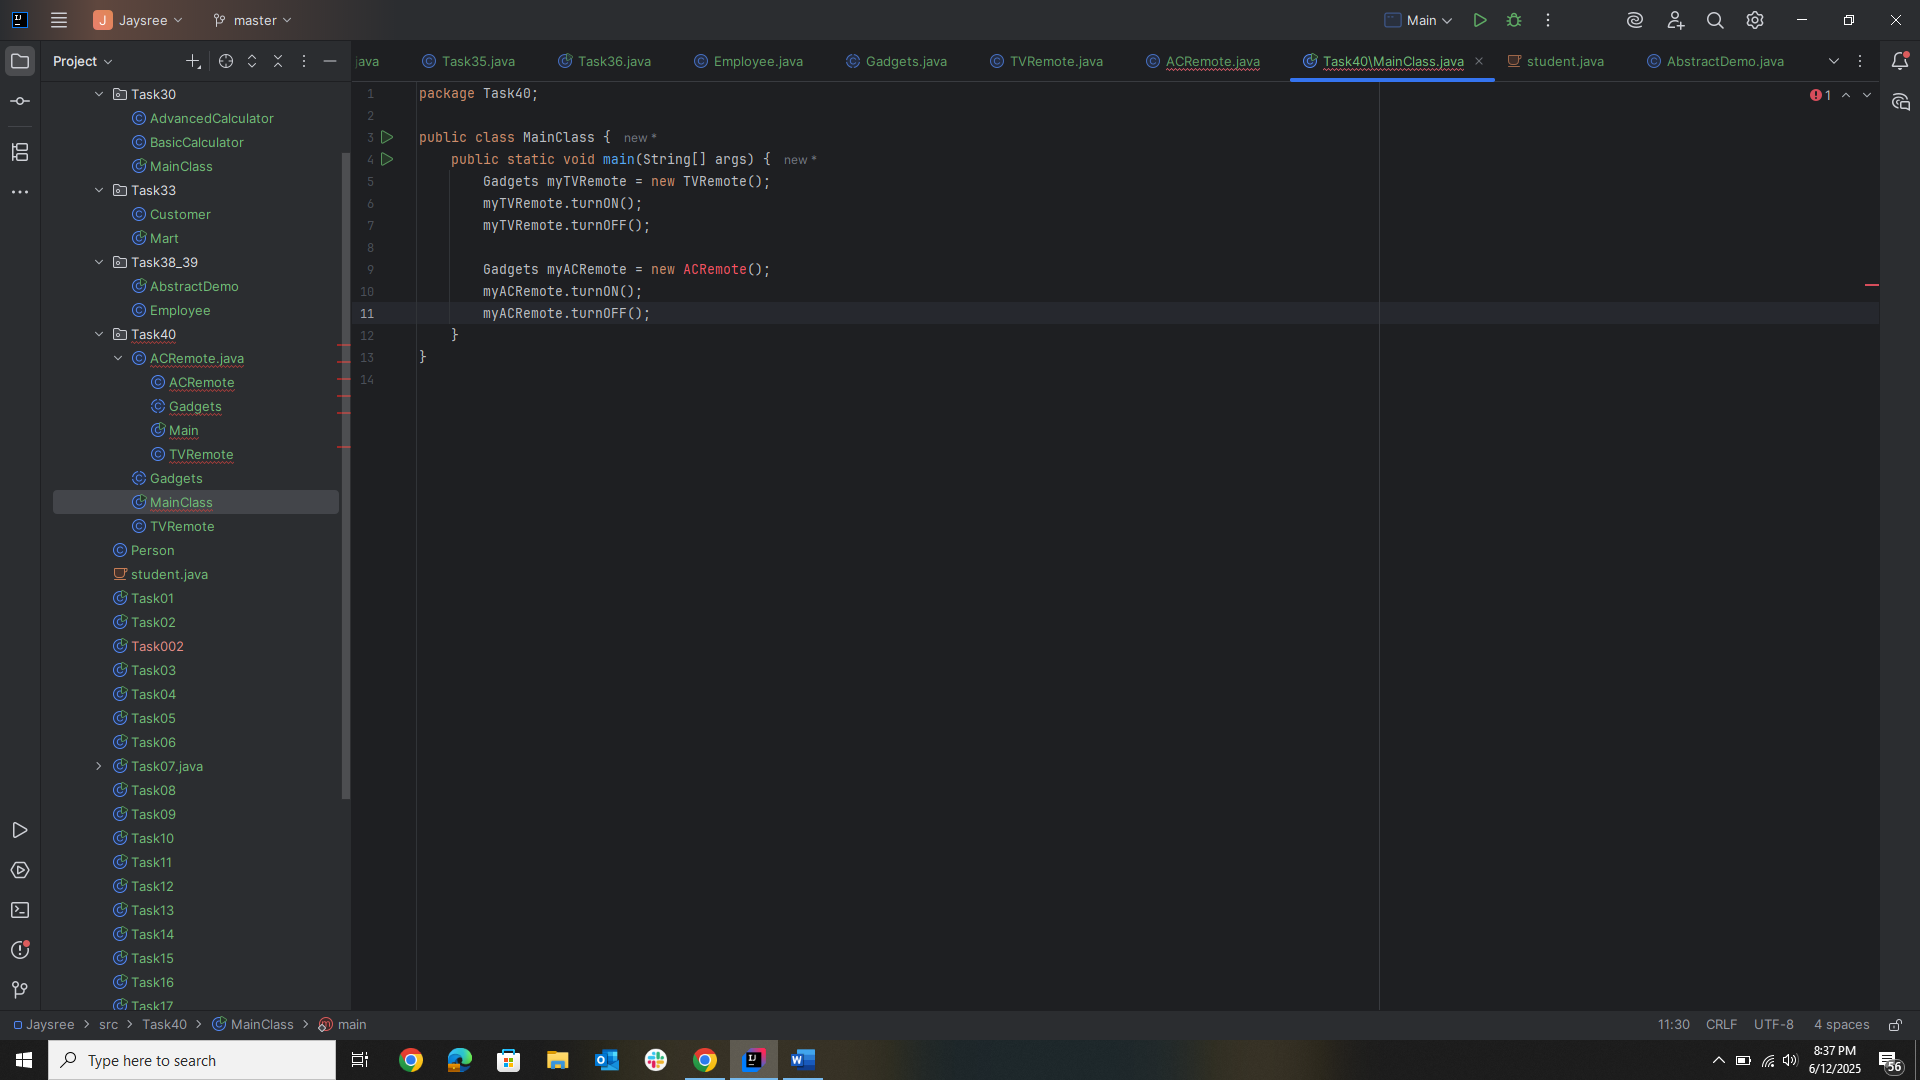 J Jaysree master Main
Project
java Task35.java Task36.java Employee.java Gadgets.java TVRemote.java ACRemote.java Task40\MainClass.java student.java AbstractDemo.java
Task30
AdvancedCalculator
BasicCalculator
MainClass
Task33
Customer
Mart
Task38_39
AbstractDemo
Employee
Task40
ACRemote.java
ACRemote
Gadgets
Main
TVRemote
Gadgets
MainClass
TVRemote
Person
student.java
Task01
Task02
Task002
Task03
Task04
Task05
Task06
Task07.java
Task08
Task09
Task10
Task11
Task12
Task13
Task14
Task15
Task16
Task17
1 package Task40;
2
3 public class MainClass { new *
4 public static void main(String[] args) { new *
5 Gadgets myTVRemote = new TVRemote();
6 myTVRemote.turnON();
7 myTVRemote.turnOFF();
8
9 Gadgets myACRemote = new ACRemote();
10 myACRemote.turnON();
11 myACRemote.turnOFF();
12 }
13 }
14
1
Jaysree > src > Task40 > MainClass > main
11:30 CRLF UTF-8 4 spaces
Type here to search
8:37 PM
6/12/2025
56